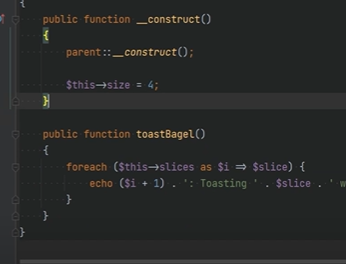 {
public function __construct()
{
parent::__construct();
$this->size = 4;
}
public function toastBagel()
{
foreach ($this->slices as $i => $slice) {
echo ($i + 1) . ': Toasting ' . $slice . ' w
}
}
}